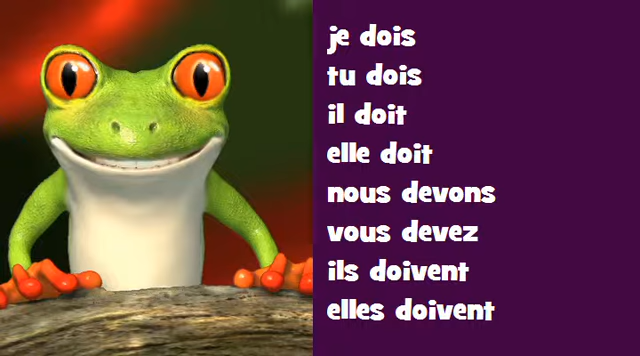 je dois
tu dois
il doit
elle doit
nous devons
vous devez
ils doivent
elles doivent